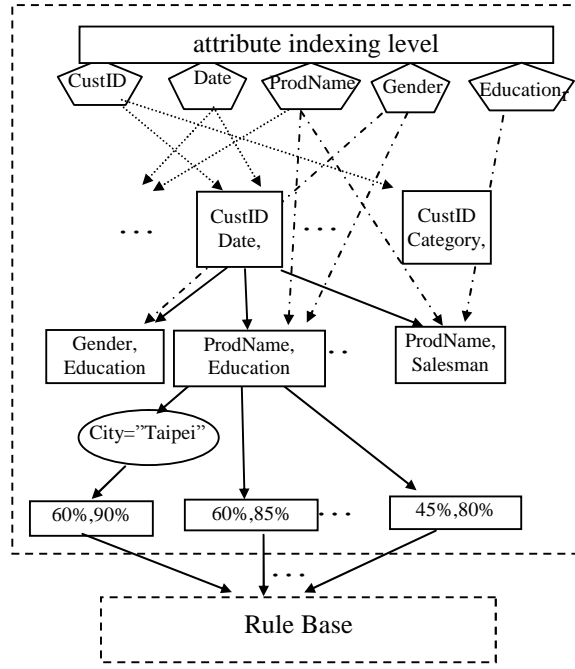 attribute indexing level
CustID
Date
ProdName
Gender
Education
r
. . .
CustID
Date,
. . .
CustID
Category,
Gender,
Education
ProdName,
Education
. . .
ProdName,
Salesman
City=”Taipei”
60%,90%
60%,85%
. . .
45%,80%
. . .
Rule Base